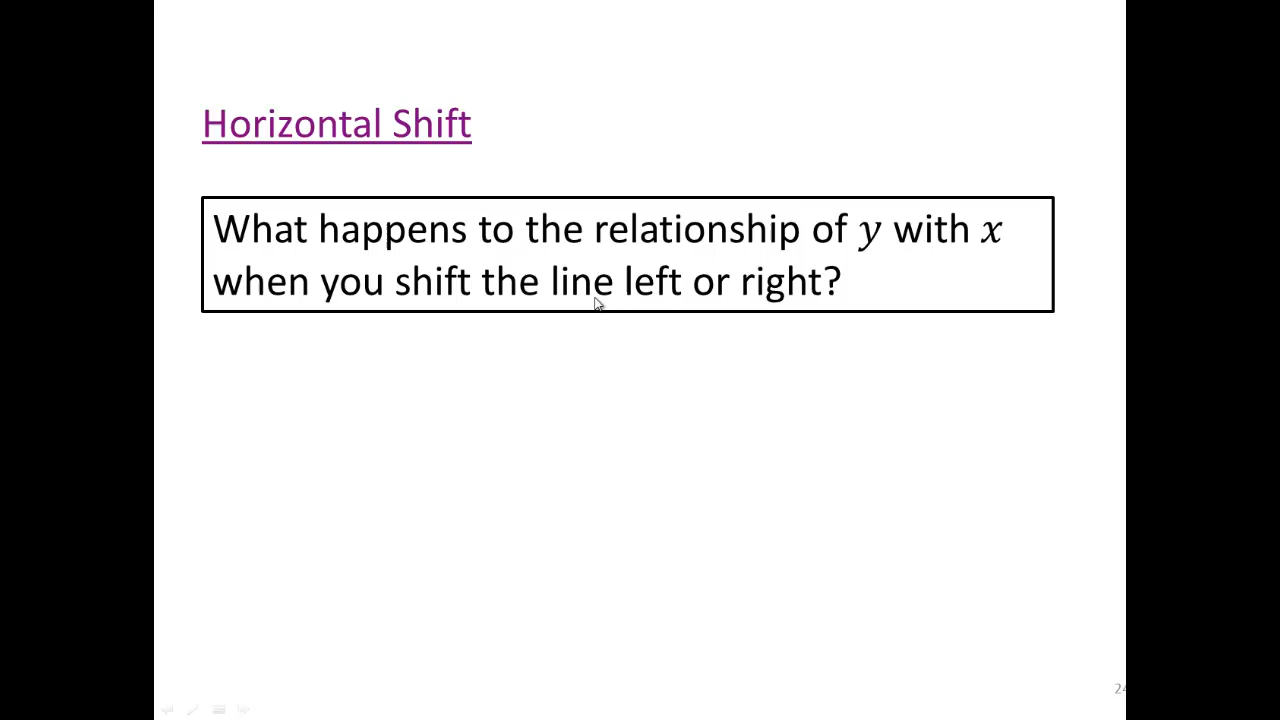 Horizontal Shift
What happens to the relationship of y with x
when you shift the line left or right?